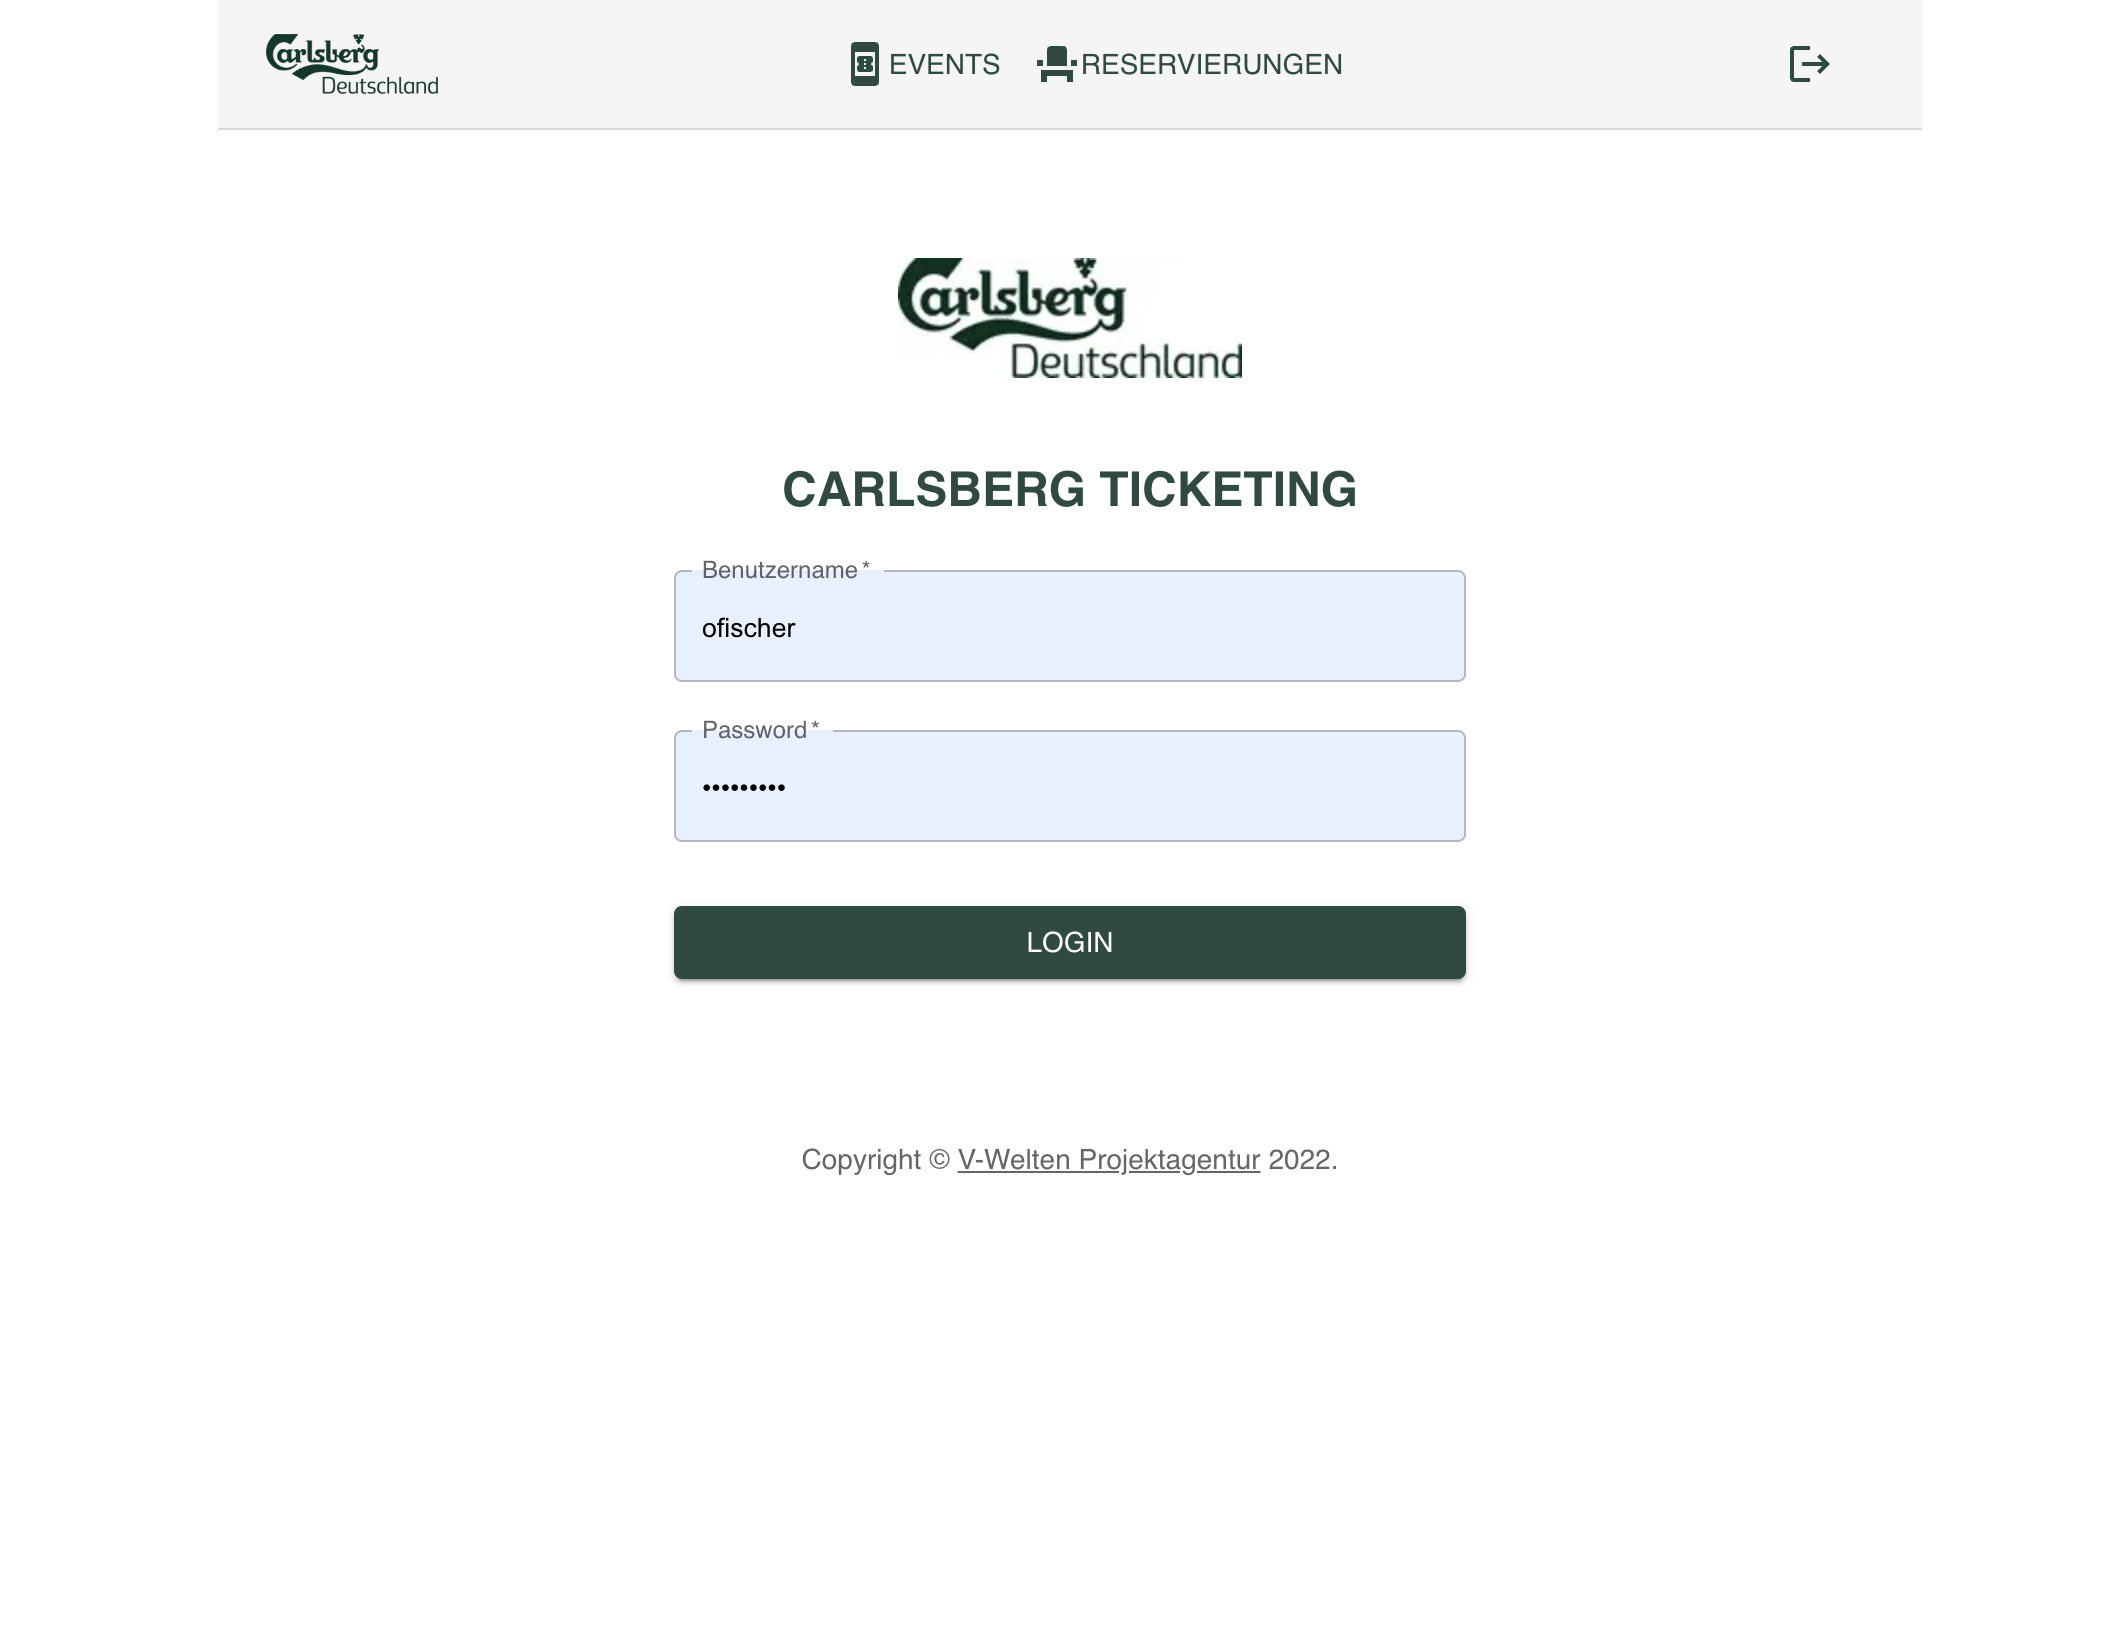 Carlsberg
Deutschland
EVENTS
RESERVIERUNGEN
Carlsberg
Deutschland
CARLSBERG TICKETING
Benutzername *
ofischer
Password *
•••••••••
LOGIN
Copyright © V-Welten Projektagentur 2022.